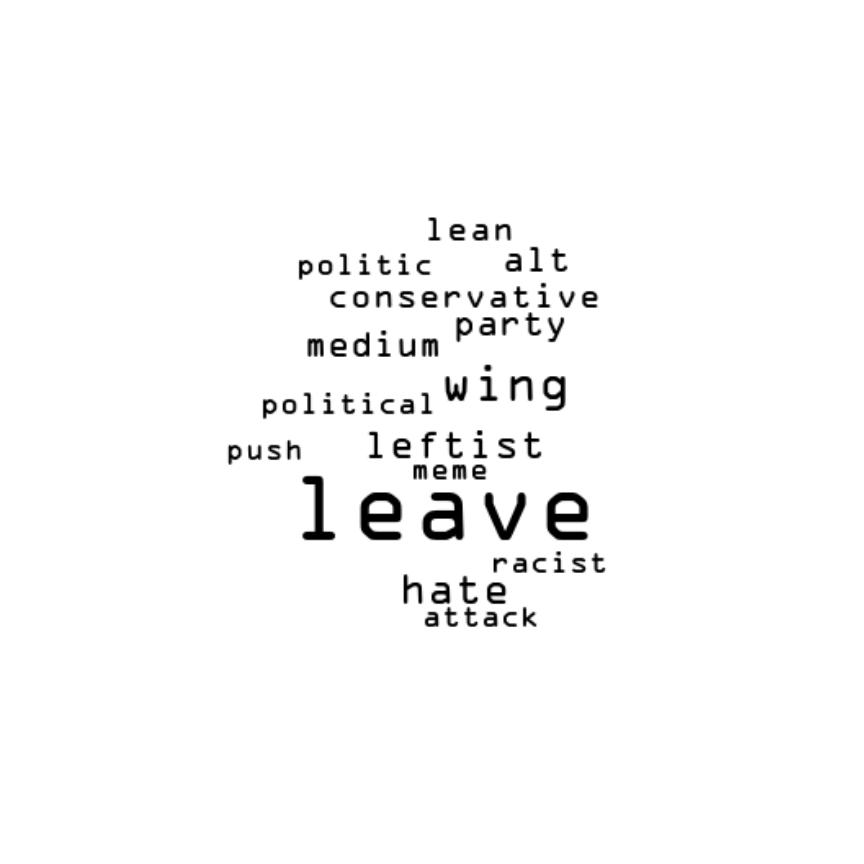 lean
politic alt
conservative
party
medium
wing
political
leftist
push
meme
leave
racist
hate
attack